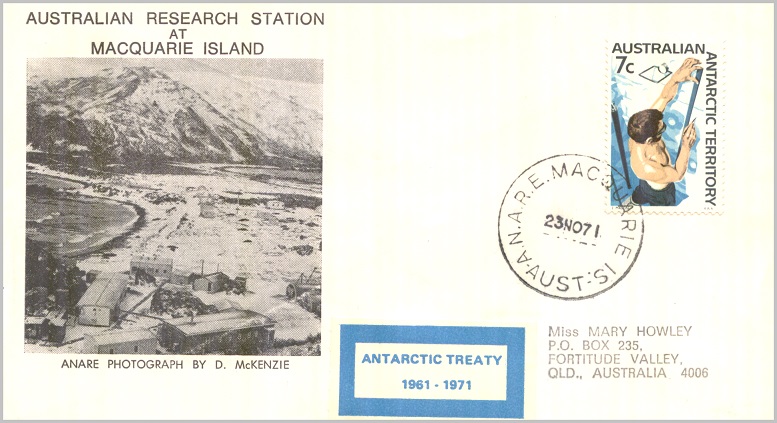 AUSTRALIAN RESEARCH STATION
AT
MACQUARIE ISLAND
ANARE PHOTOGRAPH BY D. McKENZIE
AUSTRALIAN
7c
ANTARCTIC TERRITORY
A.N.A.R.E. MACQUARIE IS
23NO71
AUST
ANTARCTIC TREATY
1961 - 1971
Miss MARY HOWLEY
P.O. BOX 235,
FORTITUDE VALLEY,
QLD., AUSTRALIA 4006